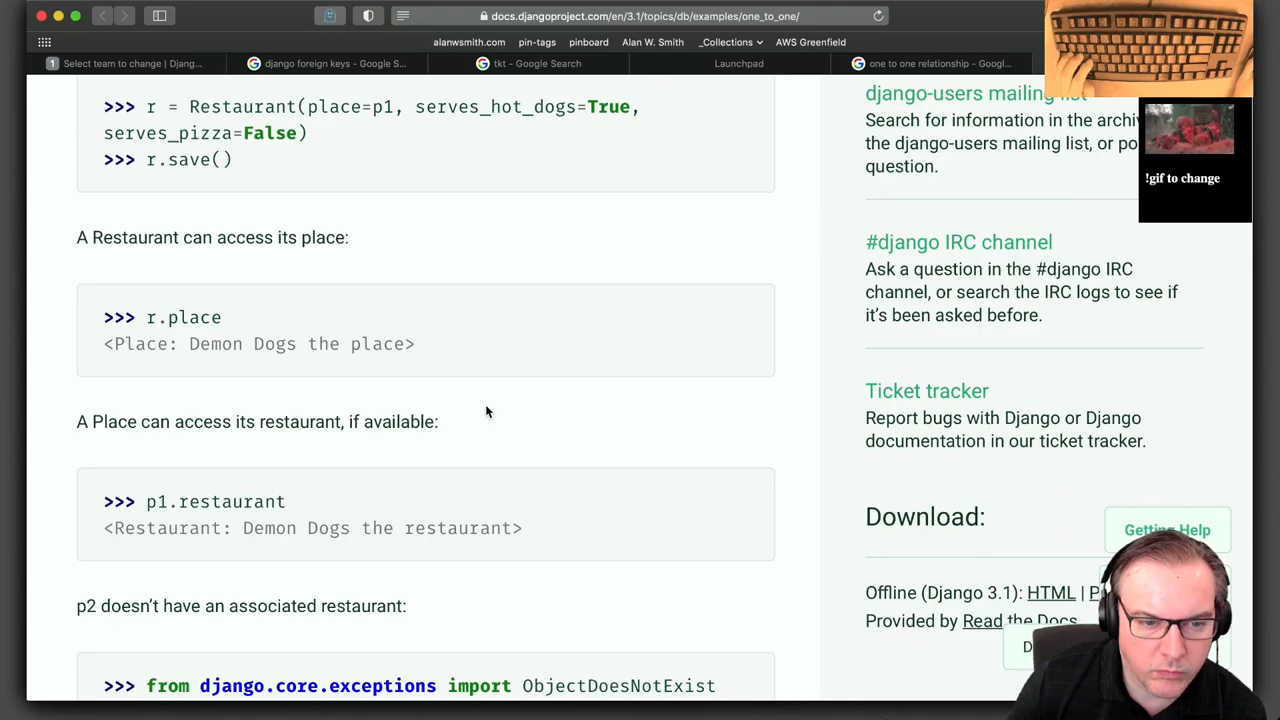 docs.djangoproject.com/en/3.1/topics/db/examples/one_to_one/
alanwsmith.com pin-tags pinboard Alan W. Smith _Collections AWS Greenfield
1 Select team to change | Djang... django foreign keys - Google S... tkt - Google Search Launchpad one to one relationship - Googl...
>>> r = Restaurant(place=p1, serves_hot_dogs=True,
serves_pizza=False)
>>> r.save()
A Restaurant can access its place:
>>> r.place
<Place: Demon Dogs the place>
A Place can access its restaurant, if available:
>>> p1.restaurant
<Restaurant: Demon Dogs the restaurant>
p2 doesn't have an associated restaurant:
>>> from django.core.exceptions import ObjectDoesNotExist
django-users mailing list
Search for information in the archi
the django-users mailing list, or po
question.
#django IRC channel
Ask a question in the #django IRC
channel, or search the IRC logs to see if
it's been asked before.
Ticket tracker
Report bugs with Django or Django
documentation in our ticket tracker.
Download:
Offline (Django 3.1): HTML | P
Provided by Read the Docs
Getting Help
D
!gif to change